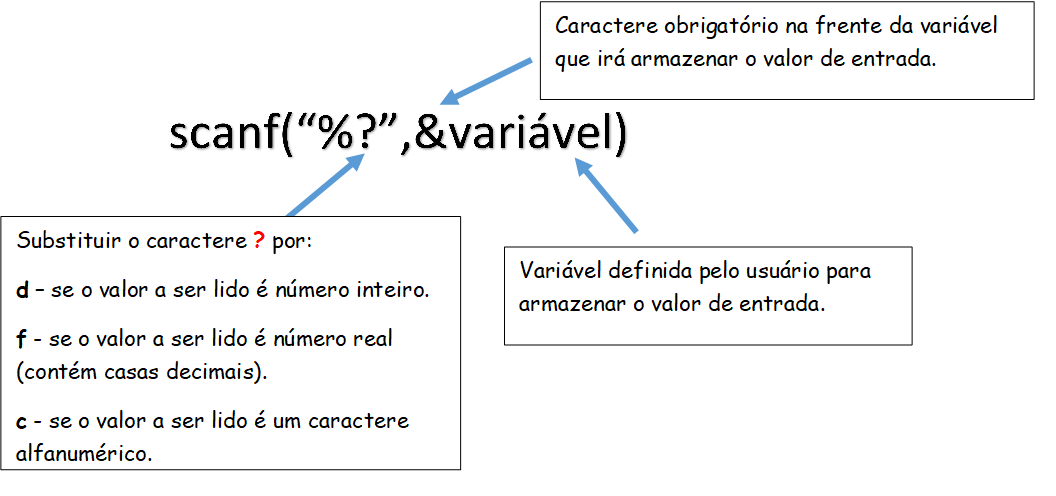 Caractere obrigatório na frente da variável
que irá armazenar o valor de entrada.
scanf(“%?”,&variável)
Substituir o caractere ? por:
d – se o valor a ser lido é número inteiro.
f - se o valor a ser lido é número real
(contém casas decimais).
c - se o valor a ser lido é um caractere
alfanumérico.
Variável definida pelo usuário para
armazenar o valor de entrada.